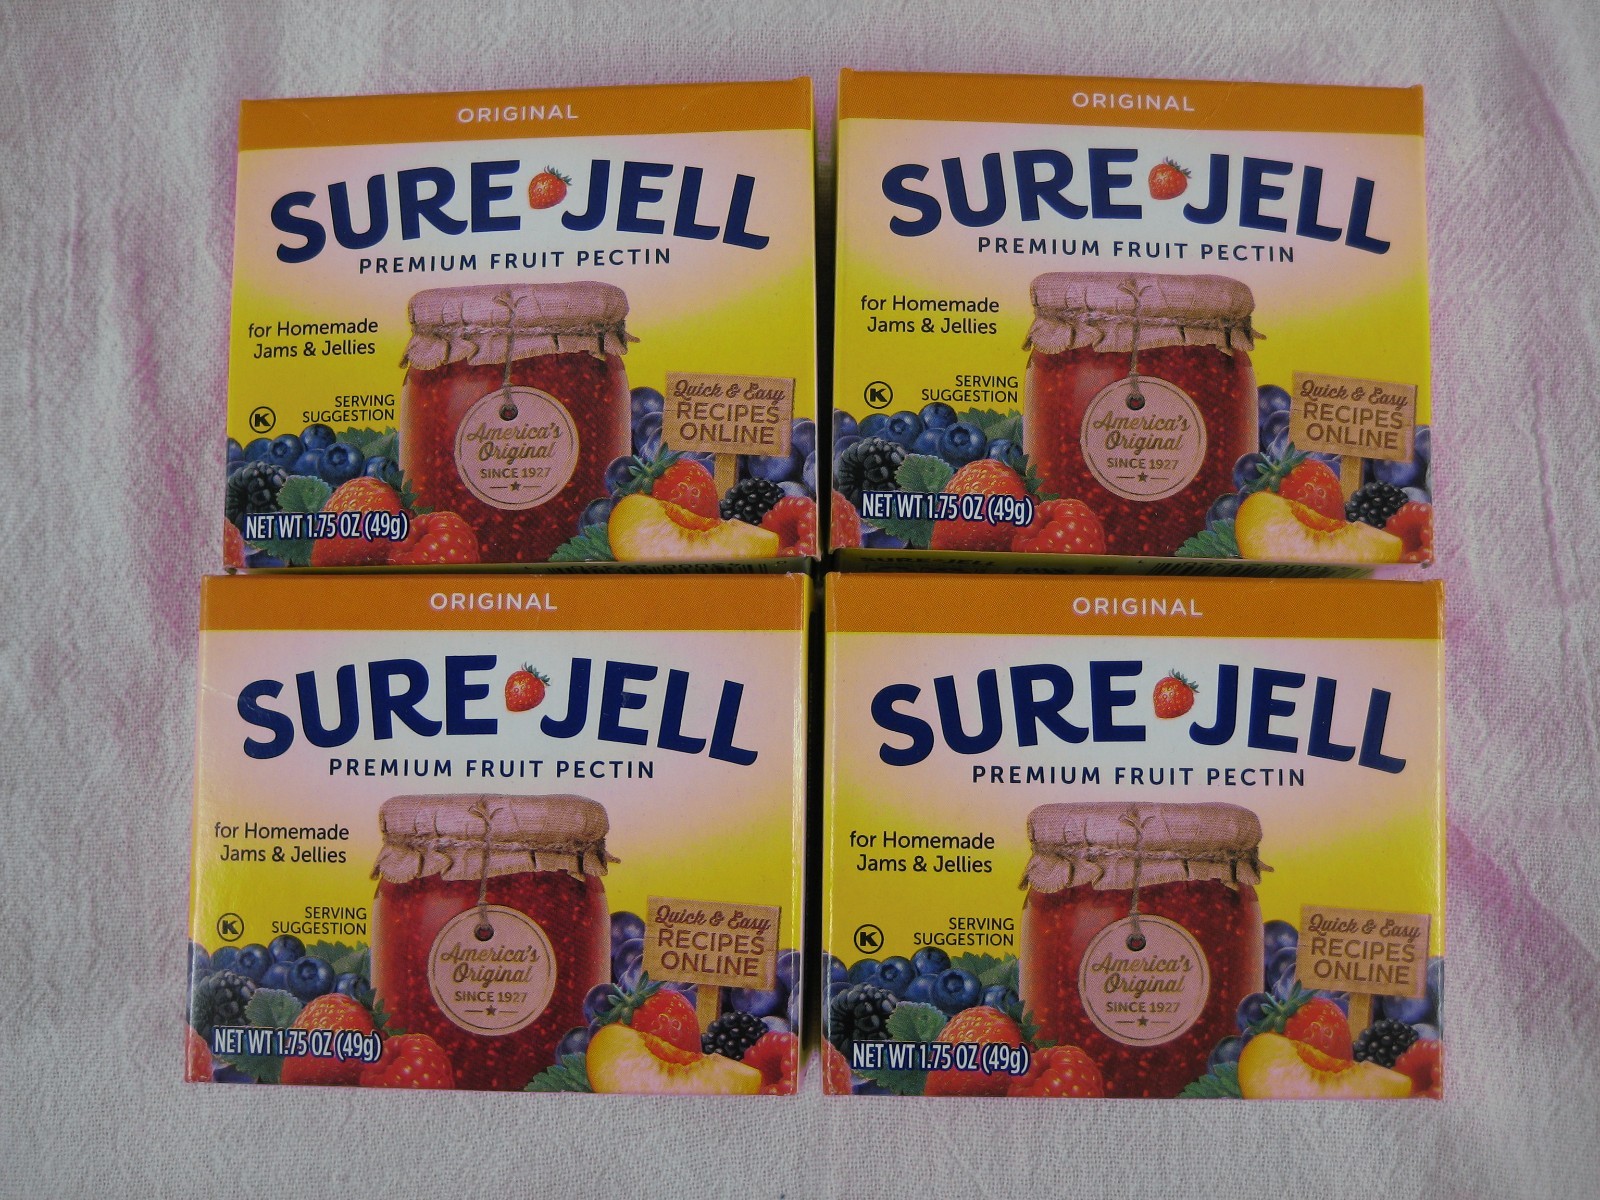 ORIGINAL
SURE JELL
PREMIUM FRUIT PECTIN
for Homemade
Jams & Jellies
K
SERVING
SUGGESTION
America's
Original
SINCE 1927
Quick & Easy
RECIPES
ONLINE
NET WT 1.75 OZ (49g)
ORIGINAL
SURE JELL
PREMIUM FRUIT PECTIN
for Homemade
Jams & Jellies
K
SERVING
SUGGESTION
America's
Original
SINCE 1927
Quick & Easy
RECIPES
ONLINE
NET WT 1.75 OZ (49g)
ORIGINAL
SURE JELL
PREMIUM FRUIT PECTIN
for Homemade
Jams & Jellies
K
SERVING
SUGGESTION
America's
Original
SINCE 1927
Quick & Easy
RECIPES
ONLINE
NET WT 1.75 OZ (49g)
ORIGINAL
SURE JELL
PREMIUM FRUIT PECTIN
for Homemade
Jams & Jellies
K
SERVING
SUGGESTION
America's
Original
SINCE 1927
Quick & Easy
RECIPES
ONLINE
NET WT 1.75 OZ (49g)